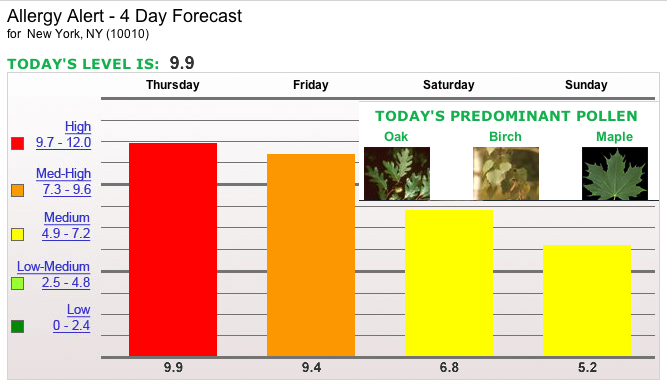 Allergy Alert - 4 Day Forecast
for New York, NY (10010)
TODAY'S LEVEL IS: 9.9
Thursday Friday Saturday Sunday
TODAY'S PREDOMINANT POLLEN
Oak Birch Maple
High
9.7 - 12.0
Med-High
7.3 - 9.6
Medium
4.9 - 7.2
Low-Medium
2.5 - 4.8
Low
0 - 2.4
9.9 9.4 6.8 5.2